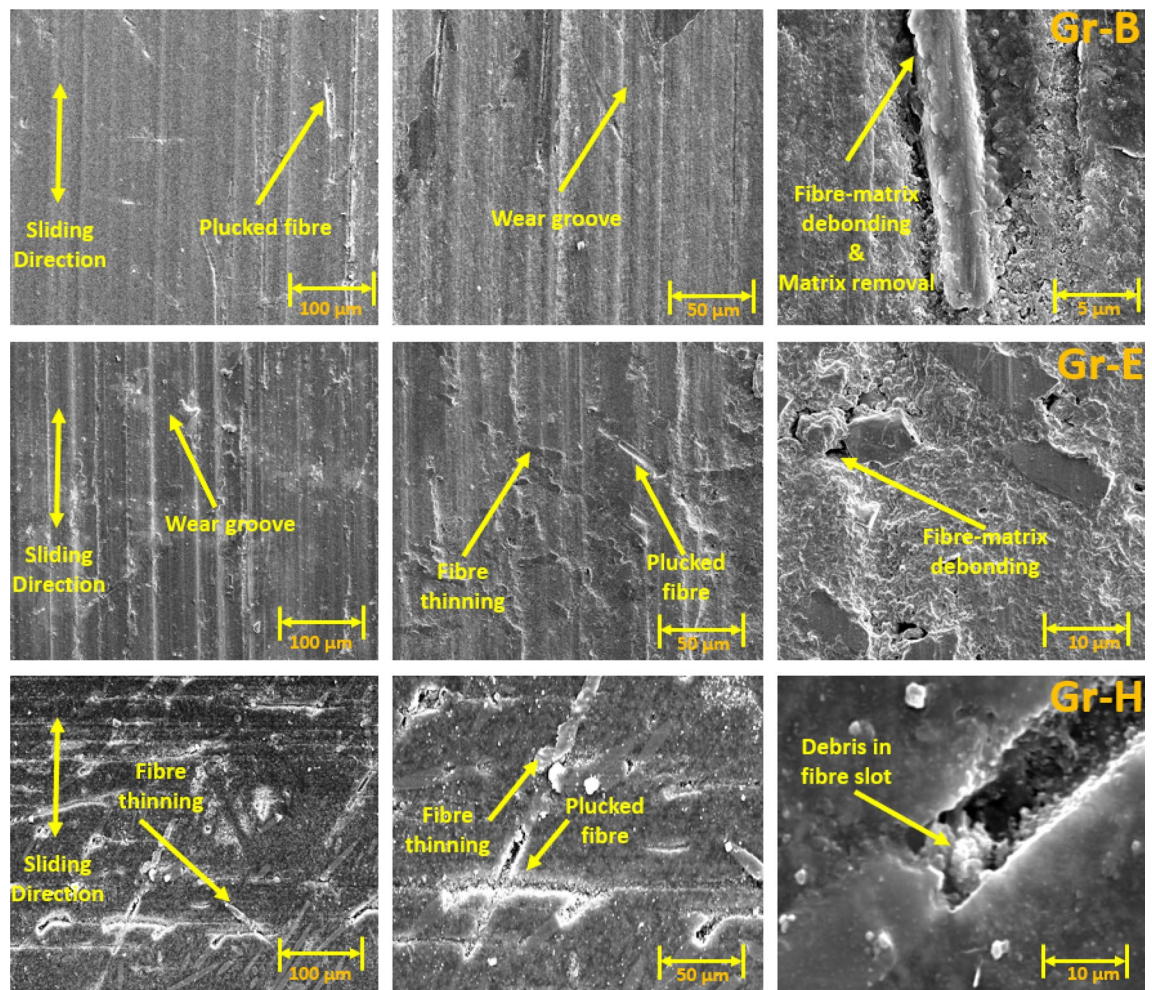 Gr-B
Sliding
Direction
Plucked fibre
100 µm
Wear groove
50 µm
Fibre-matrix
debonding
&
Matrix removal
5 µm
Gr-E
Sliding
Direction
Wear groove
100 µm
Fibre
thinning
Plucked
fibre
50 µm
Fibre-matrix
debonding
10 µm
Gr-H
Sliding
Direction
Fibre
thinning
100 µm
Fibre
thinning
Plucked
fibre
50 µm
Debris in
fibre slot
10 µm